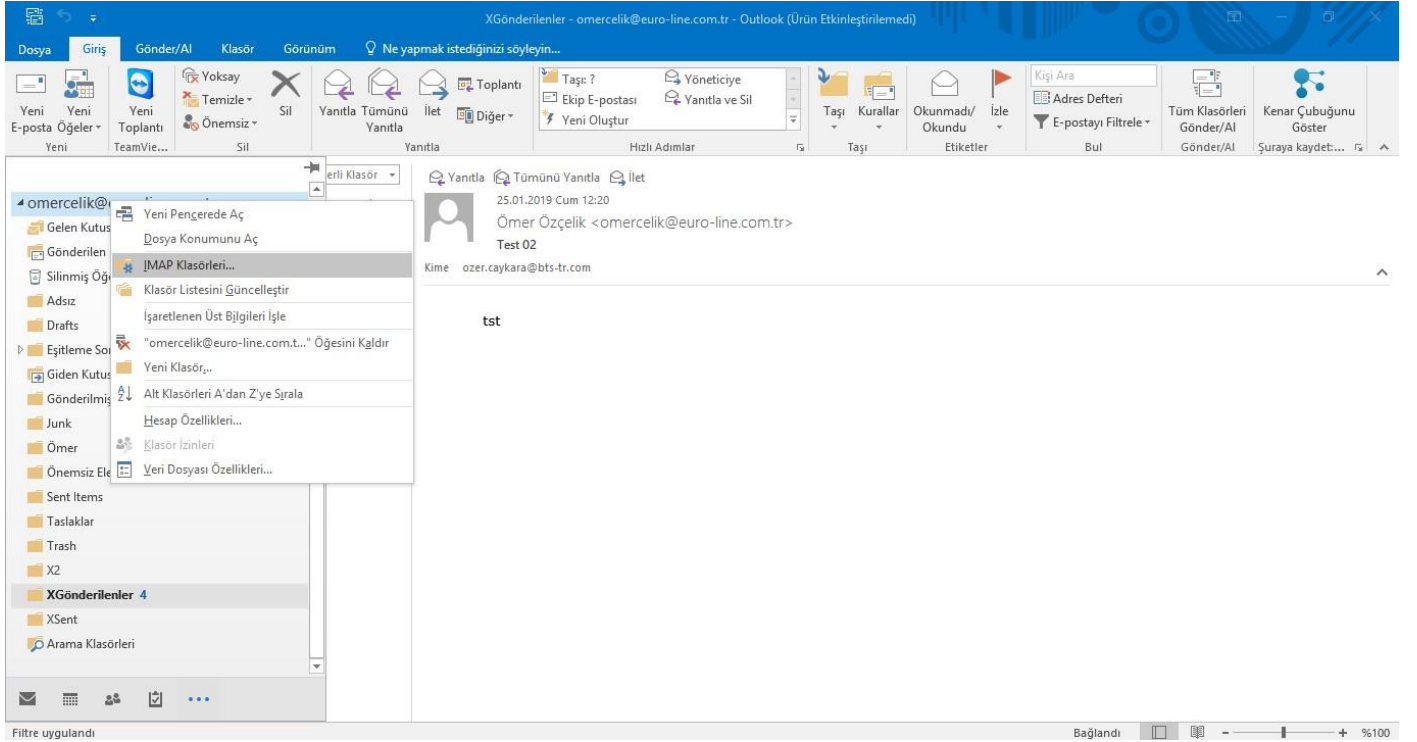 XGönderilenler - omercelik@euro-line.com.tr - Outlook (Ürün Etkinleştirilemedi)
Dosya Giriş Gönder/Al Klasör Görünüm Ne yapmak istediğinizi söyleyin...
Yeni E-posta
Yeni Öğeler
Yeni
Yeni Toplantı
TeamVie...
Yoksay
Temizle
Önemsiz
Sil
Sil
Yanıtla
Tümünü Yanıtla
İlet
Toplantı
Diğer
Yanıtla
Taşı: ?
Ekip E-postası
Yeni Oluştur
Yöneticiye
Yanıtla ve Sil
Hızlı Adımlar
Taşı
Kurallar
Taşı
Okunmadı/ Okundu
İzle
Etiketler
Kişi Ara
Adres Defteri
E-postayı Filtrele
Bul
Tüm Klasörleri Gönder/Al
Gönder/Al
Kenar Çubuğunu Göster
Şuraya kaydet:...
erli Klasör
omercelik@
Gelen Kutus
Gönderilen
Silinmiş Öğ
Adsız
Drafts
Eşitleme So
Giden Kutus
Gönderilmiş
Junk
Ömer
Önemsiz Ele
Sent Items
Taslaklar
Trash
X2
XGönderilenler 4
XSent
Arama Klasörleri
Yeni Pencerede Aç
Dosya Konumunu Aç
IMAP Klasörleri...
Klasör Listesini Güncelleştir
İşaretlenen Üst Bilgileri İşle
"omercelik@euro-line.com.t..." Öğesini Kaldır
Yeni Klasör...
Alt Klasörleri A'dan Z'ye Sırala
Hesap Özellikleri...
Klasör İzinleri
Veri Dosyası Özellikleri...
Yanıtla Tümünü Yanıtla İlet
25.01.2019 Cum 12:20
Ömer Özçelik <omercelik@euro-line.com.tr>
Test 02
Kime ozer.caykara@bts-tr.com
tst
Filtre uygulandı
Bağlandı
%100